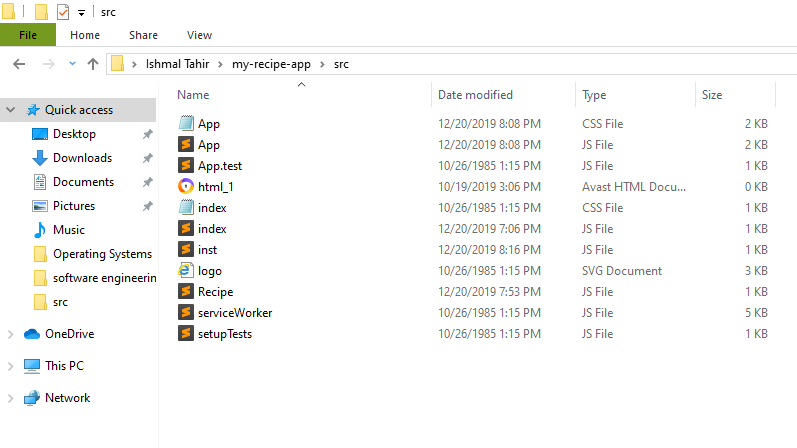 src
File Home Share View
Ishmal Tahir my-recipe-app src
Name Date modified Type Size
Quick access
Desktop
Downloads
Documents
Pictures
Music
Operating Systems
software engineerin
src
OneDrive
This PC
Network
App 12/20/2019 8:08 PM CSS File 2 KB
App 12/20/2019 8:08 PM JS File 2 KB
App.test 10/26/1985 1:15 PM JS File 1 KB
html_1 10/19/2019 3:06 PM Avast HTML Docu... 0 KB
index 10/26/1985 1:15 PM CSS File 1 KB
index 12/20/2019 7:06 PM JS File 1 KB
inst 12/20/2019 8:16 PM JS File 1 KB
logo 10/26/1985 1:15 PM SVG Document 3 KB
Recipe 12/20/2019 7:53 PM JS File 1 KB
serviceWorker 10/26/1985 1:15 PM JS File 5 KB
setupTests 10/26/1985 1:15 PM JS File 1 KB